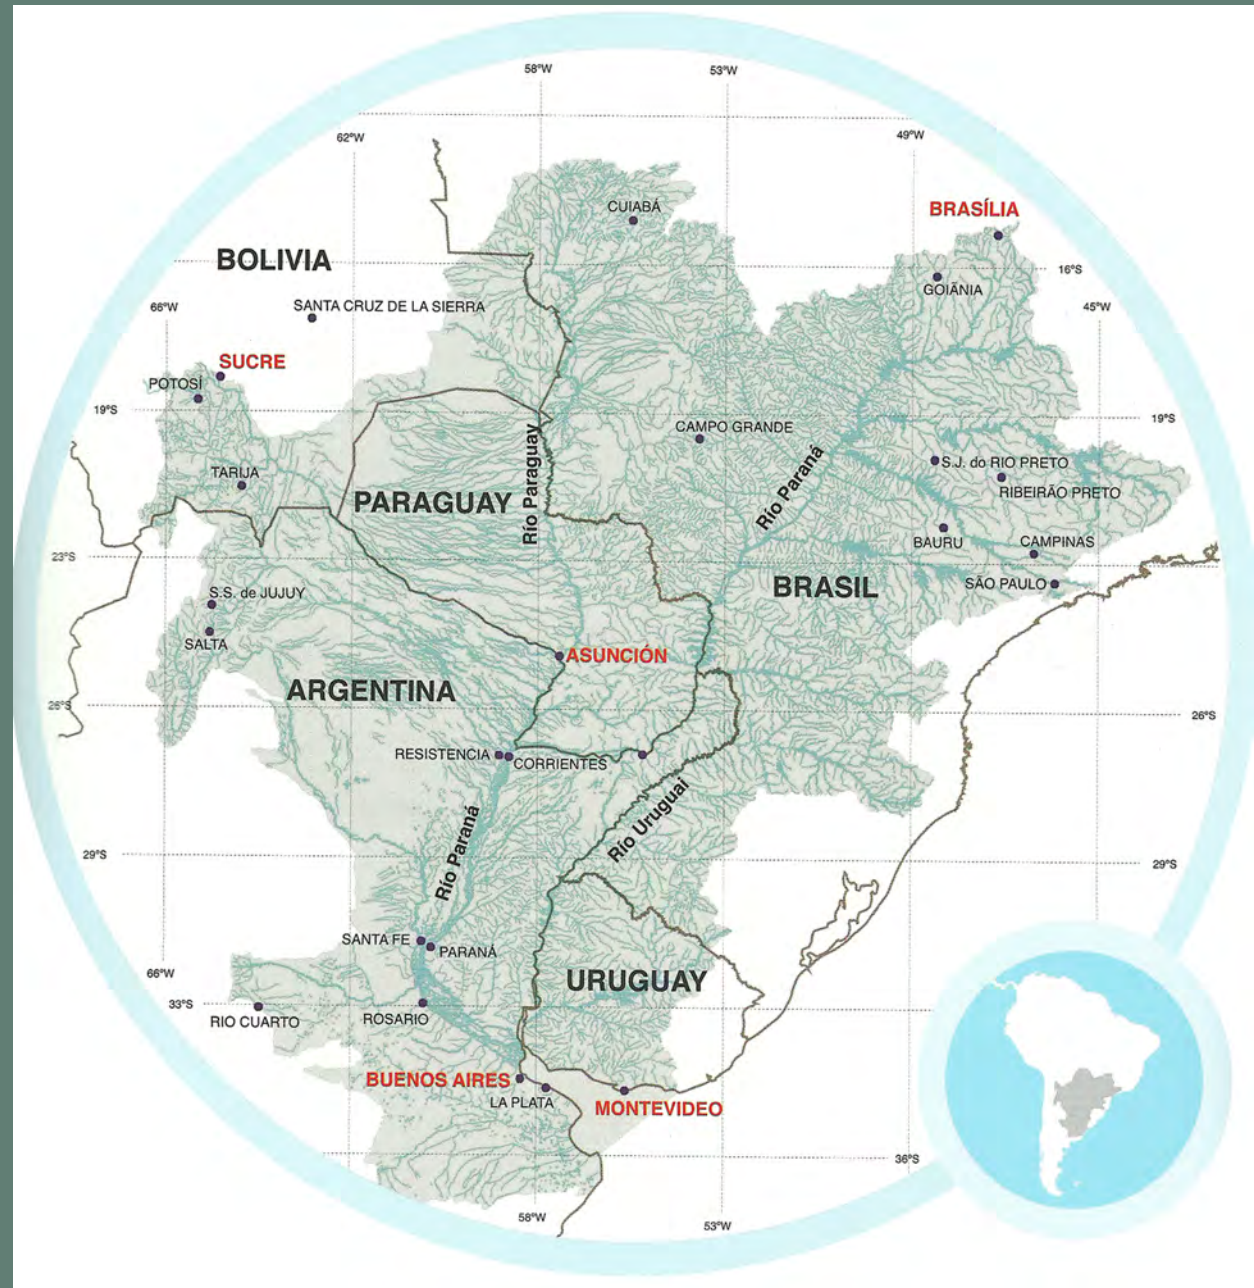 58°W
53°W
62°W
49°W
CUIABÁ
BRASÍLIA
BOLIVIA
16°S
GOIÃNIA
SANTA CRUZ DE LA SIERRA
66°W
45°W
SUCRE
POTOSÍ
19°S
19°S
CAMPO GRANDE
Río Paraguay
Río Paraná
S.J. do RIO PRETO
TARIJA
RIBEIRÃO PRETO
PARAGUAY
BAURU
CAMPINAS
23°S
23°S
BRASIL
SÃO PAULO
S.S. de JUJUY
SALTA
ASUNCIÓN
ARGENTINA
26°S
26°S
RESISTENCIA
CORRIENTES
Río Uruguai
Río Paraná
29°S
29°S
SANTA FE
PARANÁ
66°W
URUGUAY
33°S
RIO CUARTO
ROSARIO
BUENOS AIRES
LA PLATA
MONTEVIDEO
36°S
58°W
53°W